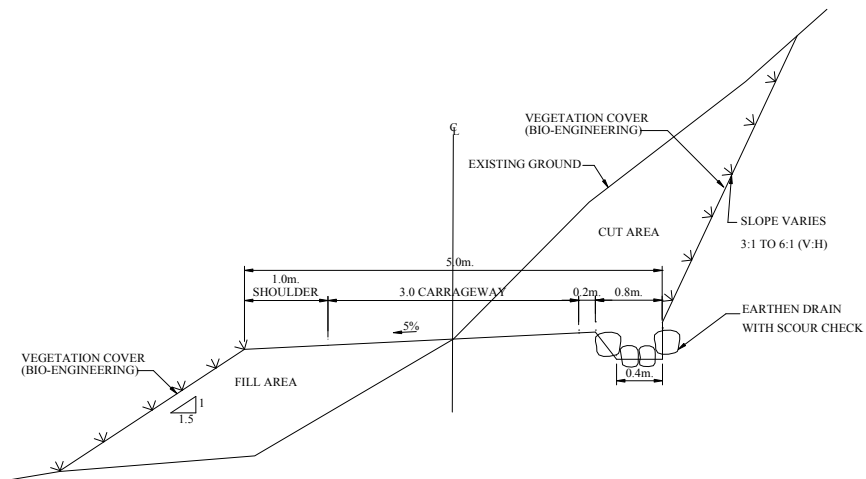 ℄
VEGETATION COVER
(BIO-ENGINEERING)
EXISTING GROUND
SLOPE VARIES
3:1 TO 6:1 (V:H)
CUT AREA
5.0m.
1.0m.
SHOULDER
3.0 CARRAGEWAY
0.2m.
0.8m.
EARTHEN DRAIN
WITH SCOUR CHECK
5%
VEGETATION COVER
(BIO-ENGINEERING)
FILL AREA
0.4m.
1
1.5